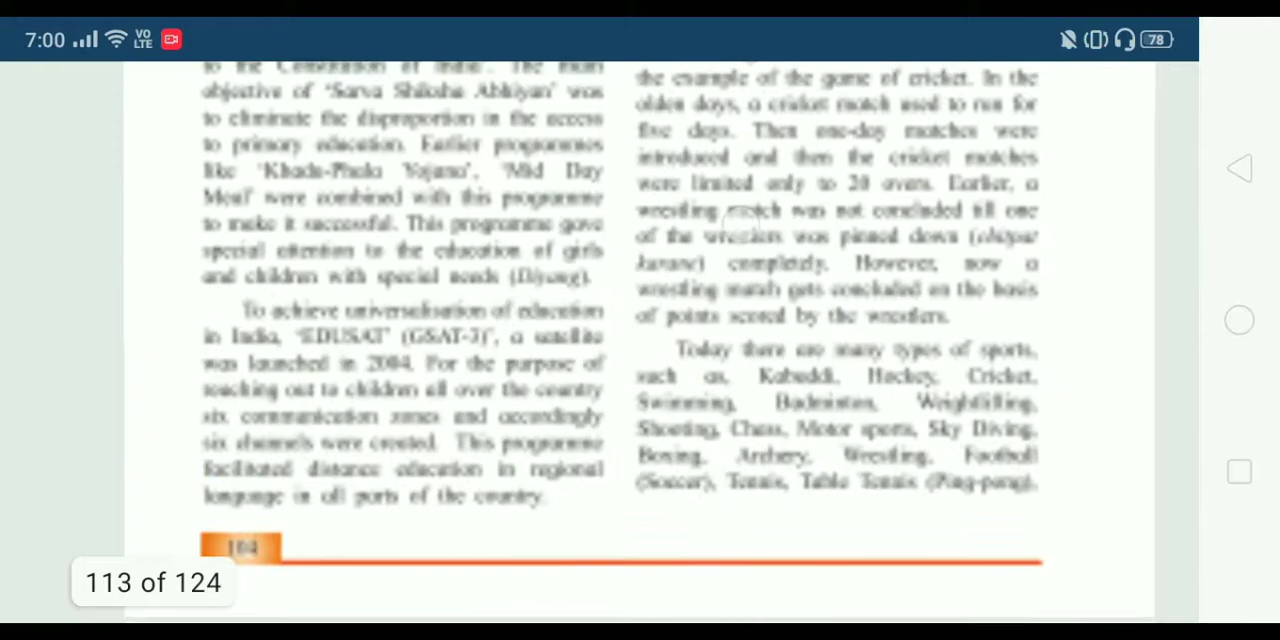 7:00 VO LTE 78
to the Constitution of India'. The main
objective of 'Sarva Shiksha Abhiyan' was
to eliminate the disproportion in the access
to primary education. Earlier programmes
like 'Khadu-Phalu Yojana', 'Mid Day
Meal' were combined with this programme
to make it successful. This programme gave
special attention to the education of girls
and children with special needs (Divyang).
To achieve universalisation of education
in India, 'EDUSAT' (GSAT-3)', a satellite
was launched in 2004. For the purpose of
reaching out to children all over the country
six communication zones and accordingly
six channels were created. This programme
facilitated distance education in regional
language in all parts of the country.
the example of the game of cricket. In the
olden days, a cricket match used to run for
five days. Then one-day matches were
introduced and then the cricket matches
were limited only to 20 overs. Earlier, a
wrestling match was not concluded till one
of the wrestlers was pinned down (chitpat
karane) completely. However, now a
wrestling match gets concluded on the basis
of points scored by the wrestlers.
Today there are many types of sports,
such as, Kabaddi, Hockey, Cricket,
Swimming, Badminton, Weightlifting,
Shooting, Chess, Motor sports, Sky Diving,
Boxing, Archery, Wrestling, Football
(Soccer), Tennis, Table Tennis (Ping-pong),
104
113 of 124